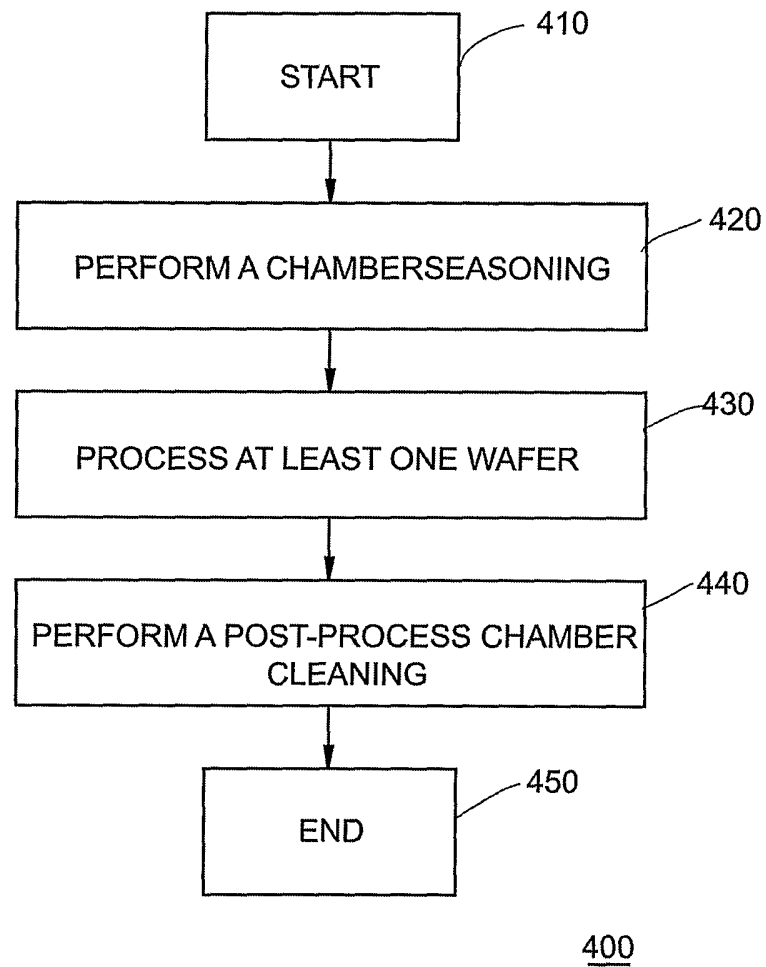 START
410
PERFORM A CHAMBERSEASONING
420
PROCESS AT LEAST ONE WAFER
430
PERFORM A POST-PROCESS CHAMBER
CLEANING
440
END
450
400